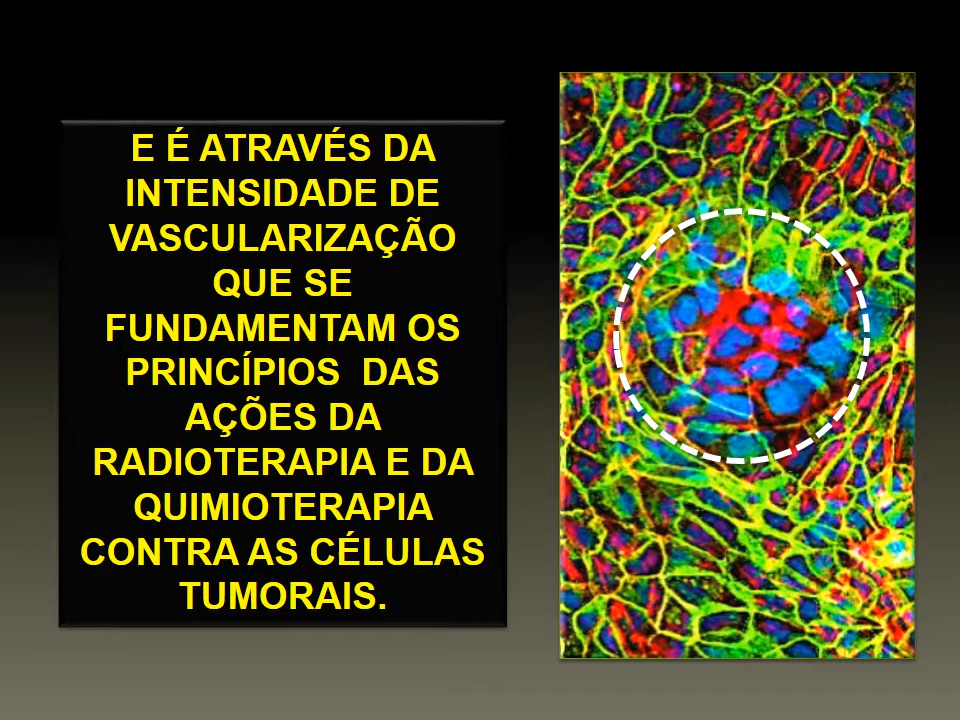 E É ATRAVÉS DA
INTENSIDADE DE
VASCULARIZAÇÃO
QUE SE
FUNDAMENTAM OS
PRINCÍPIOS  DAS
AÇÕES DA
RADIOTERAPIA E DA
QUIMIOTERAPIA
CONTRA AS CÉLULAS
TUMORAIS.